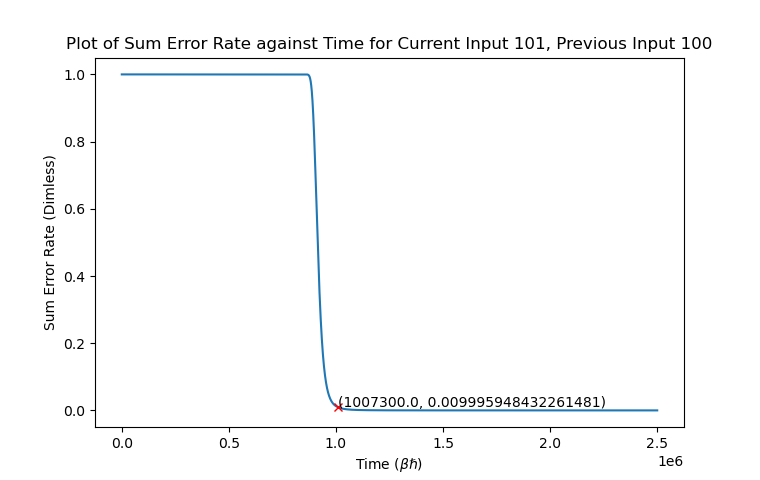 Plot of Sum Error Rate against Time for Current Input 101, Previous Input 100
1.0
0.8
0.6
0.4
0.2
0.0
Sum Error Rate (Dimless)
(1007300.0, 0.009995948432261481)
0.0 0.5 1.0 1.5 2.0 2.5
1e6
Time (βℏ)